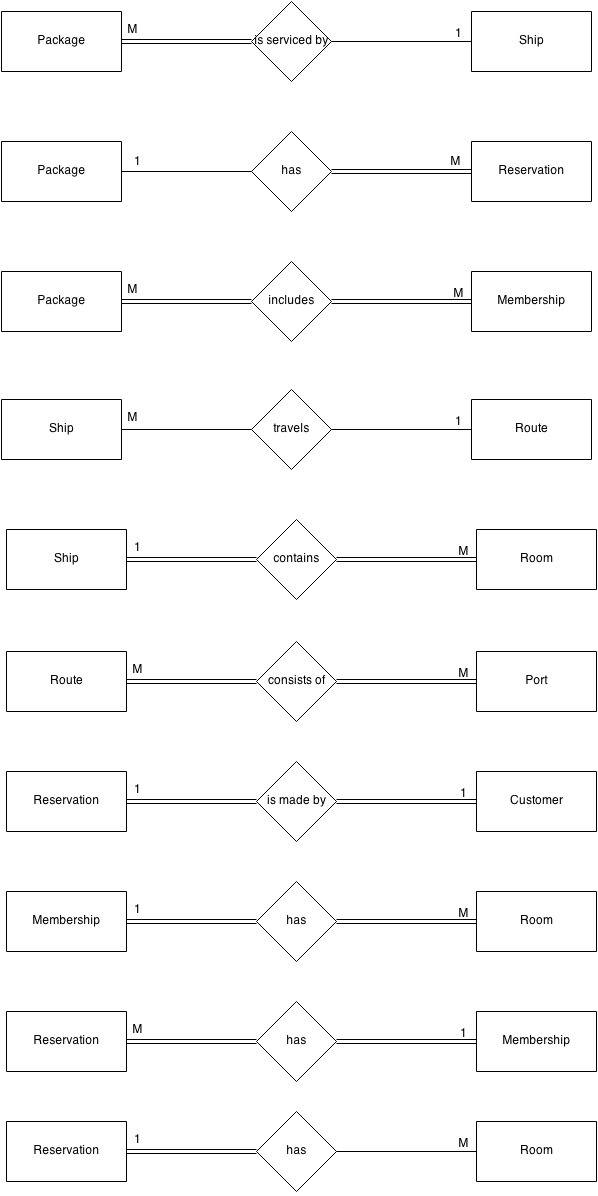 M
1
Package
is serviced by
Ship
1
M
Package
has
Reservation
M
M
Package
includes
Membership
M
1
Ship
travels
Route
1
M
Ship
contains
Room
M
M
Route
consists of
Port
1
1
Reservation
is made by
Customer
1
M
Membership
has
Room
M
1
Reservation
has
Membership
1
M
Reservation
has
Room